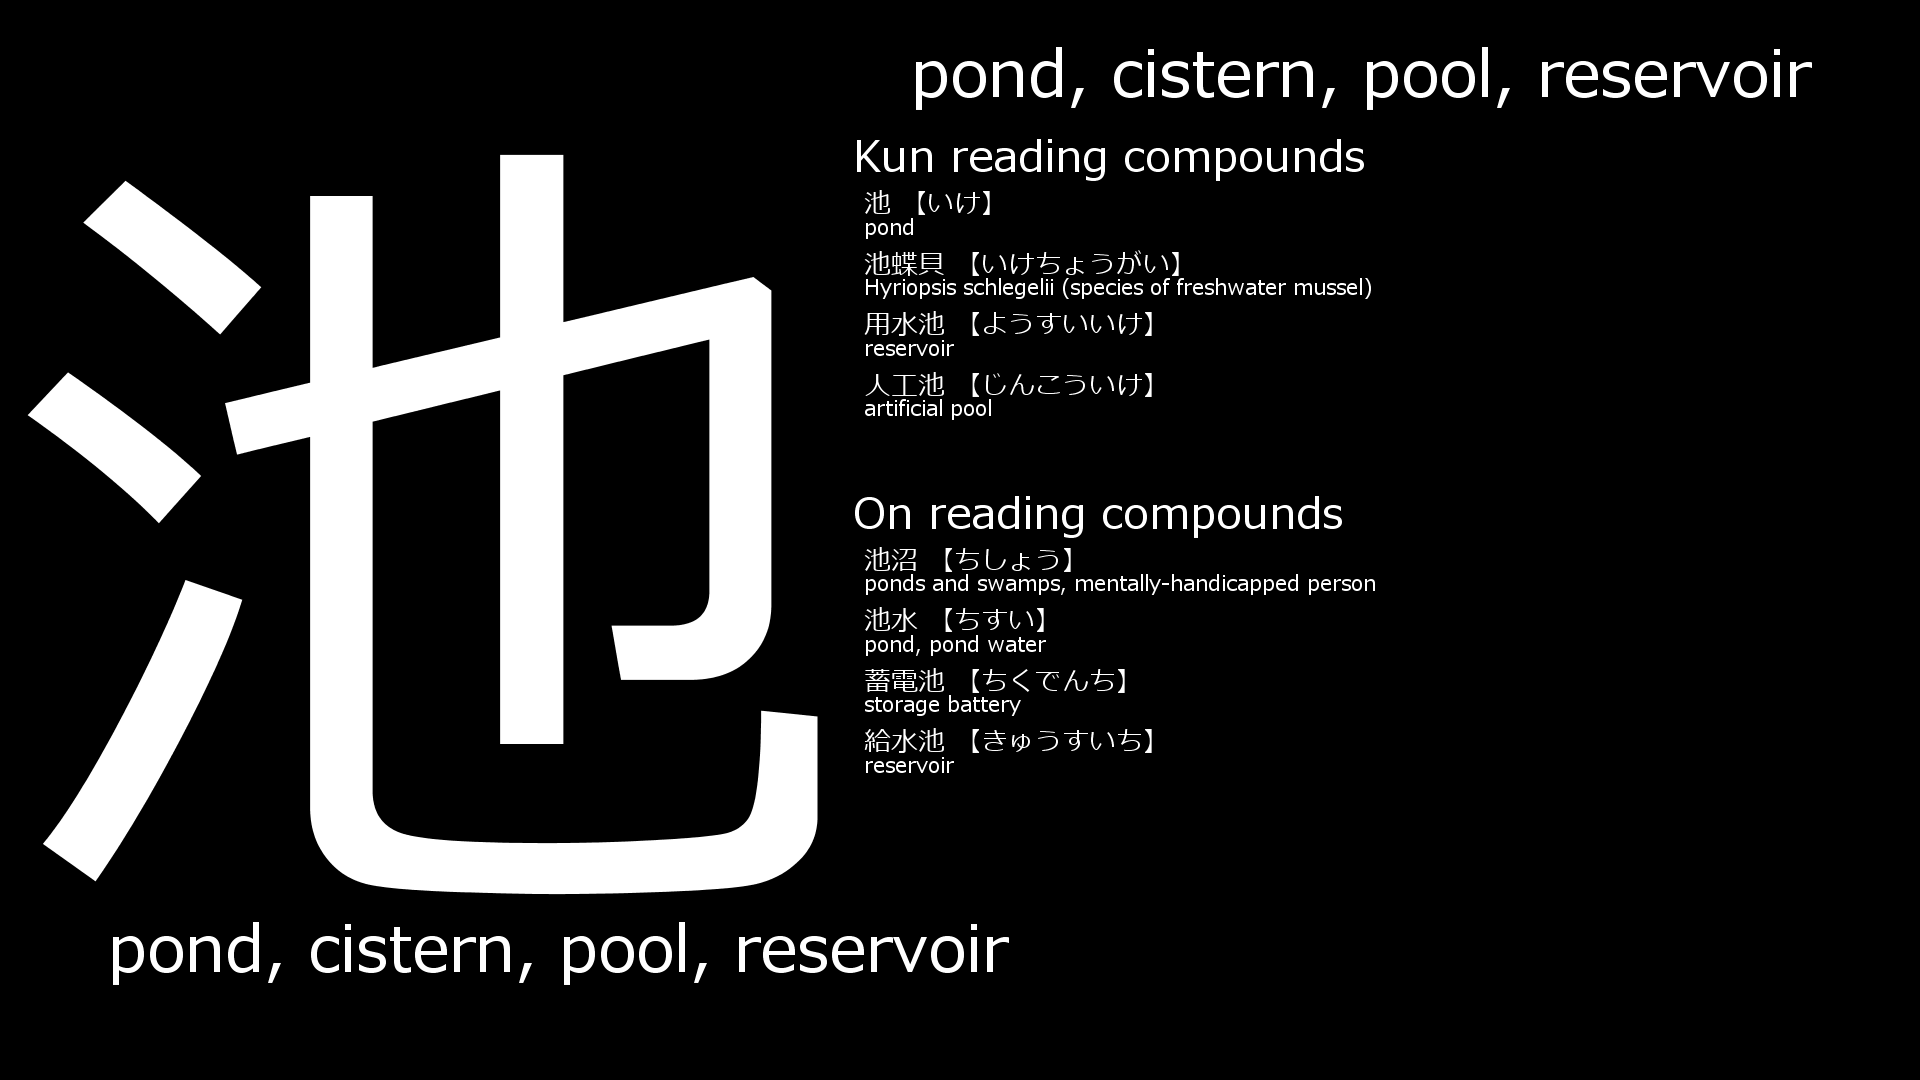 池
pond, cistern, pool, reservoir
pond, cistern, pool, reservoir
Kun reading compounds
池 【いけ】
pond
池蝶貝 【いけちょうがい】
Hyriopsis schlegelii (species of freshwater mussel)
用水池 【ようすいいけ】
reservoir
人工池 【じんこういけ】
artificial pool
On reading compounds
池沼 【ちしょう】
ponds and swamps, mentally-handicapped person
池水 【ちすい】
pond, pond water
蓄電池 【ちくでんち】
storage battery
給水池 【きゅうすいち】
reservoir